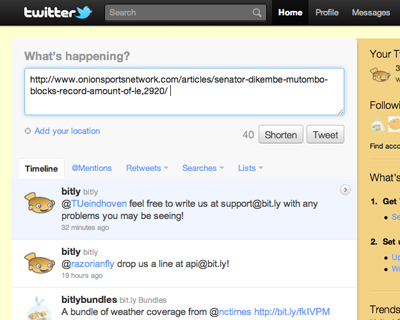 twitter
Search
Home
Profile
Messages
What's happening?
http://www.onionsportsnetwork.com/articles/senator-dikembe-mutombo-
blocks-record-amount-of-le,2920/
Add your location
40
Shorten
Tweet
Timeline
@Mentions
Retweets
Searches
Lists
bitly bitly
@TUeindhoven feel free to write us at support@bit.ly with any
problems you may be seeing!
32 minutes ago
bitly bitly
@razorianfly drop us a line at api@bit.ly!
19 hours ago
bitlybundles bit.ly Bundles
A bundle of weather coverage from @nctimes http://bit.ly/fkIVPM
Your T
3
Followi
Find acco
What's
1. Get
2. Set u
Up
Trends